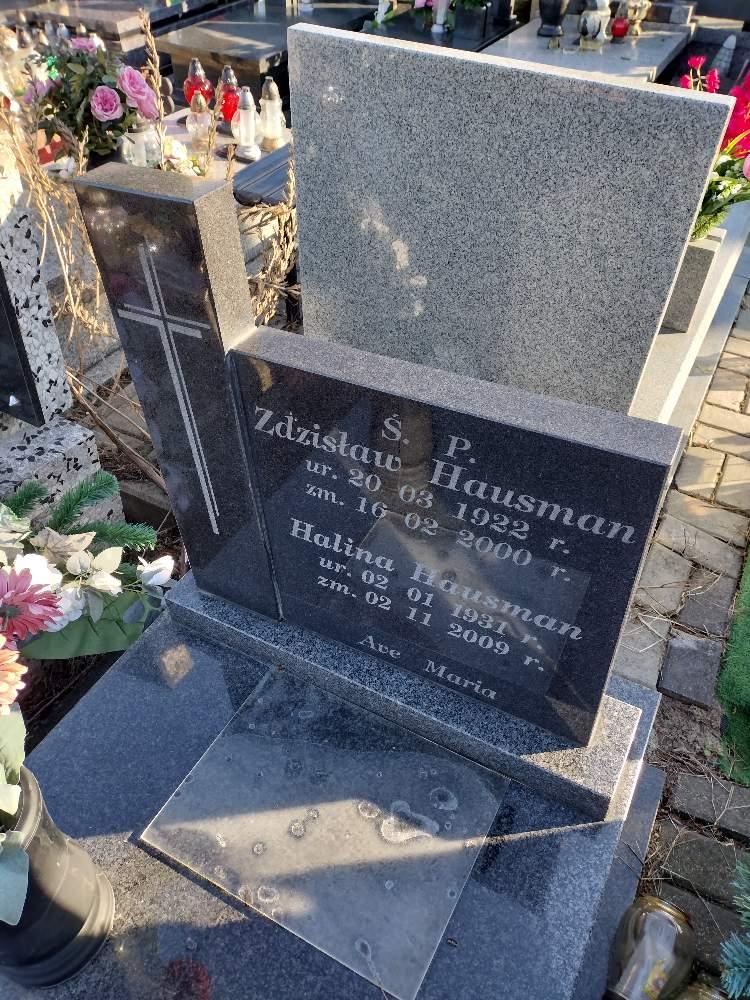 Ś. P.
Zdzisław Hausman
ur. 20 03 1922 r.
zm. 16 02 2000 r.
Halina Hausman
ur. 02 01 1931 r.
zm. 02 11 2009 r.
Ave Maria